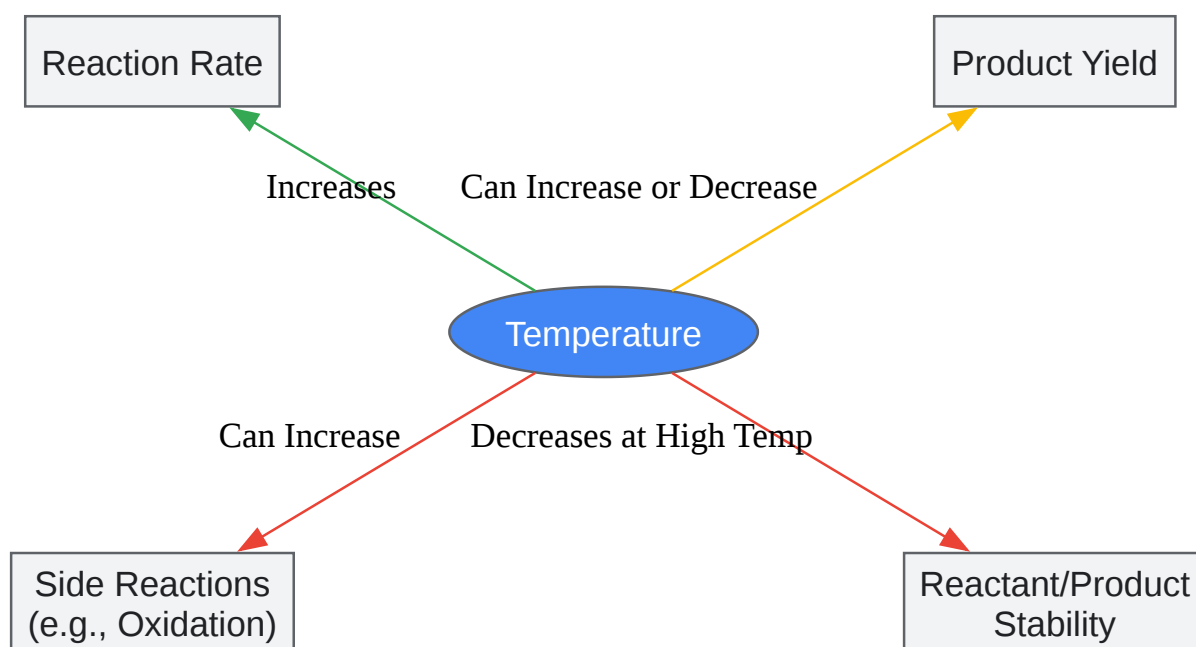 Reaction Rate
Product Yield
Increases
Can Increase or Decrease
Temperature
Can Increase
Decreases at High Temp
Side Reactions
(e.g., Oxidation)
Reactant/Product
Stability